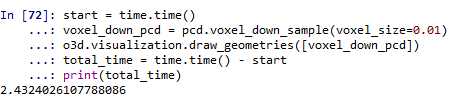 In [72]: start = time.time()
    ...: voxel_down_pcd = pcd.voxel_down_sample(voxel_size=0.01)
    ...: o3d.visualization.draw_geometries([voxel_down_pcd])
    ...: total_time = time.time() - start
    ...: print(total_time)
2.4324026107788086